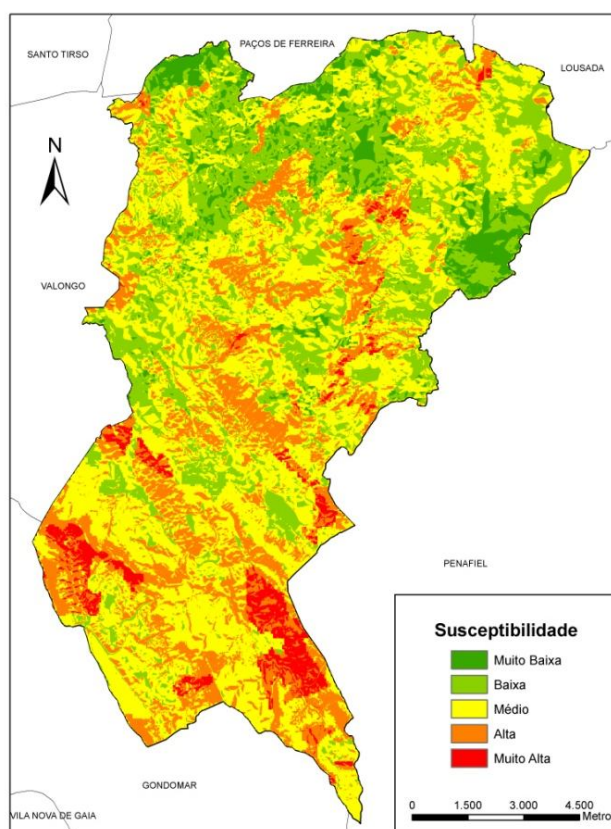 PAÇOS DE FERREIRA
SANTO TIRSO
LOUSADA
N
VALONGO
PENAFIEL
GONDOMAR
VILA NOVA DE GAIA
Susceptibilidade
Muito Baixa
Baixa
Médio
Alta
Muito Alta
0 1.500 3.000 4.500
Metro